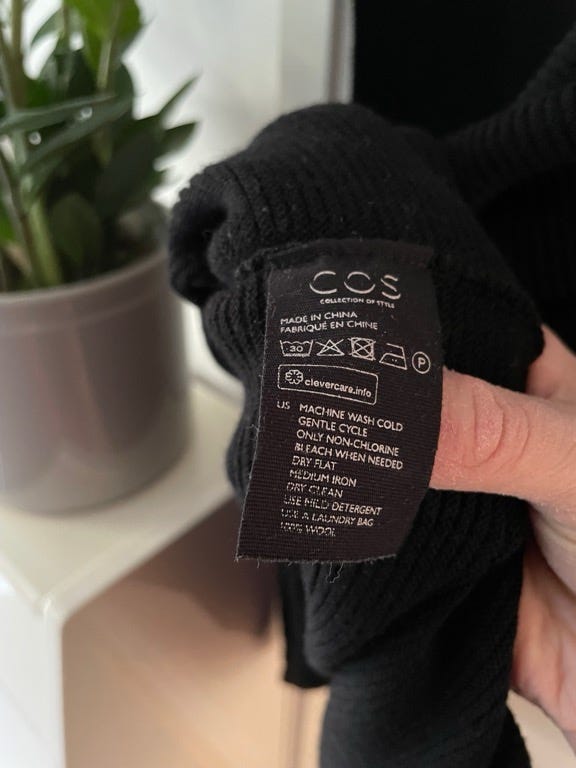 COS
COLLECTION OF STYLE
MADE IN CHINA
FABRIQUÉ EN CHINE
30 P
clevercare.info
US MACHINE WASH COLD
GENTLE CYCLE
ONLY NON-CHLORINE
BLEACH WHEN NEEDED
DRY FLAT
MEDIUM IRON
DRY CLEAN
USE MILD DETERGENT
USE A LAUNDRY BAG
100% WOOL